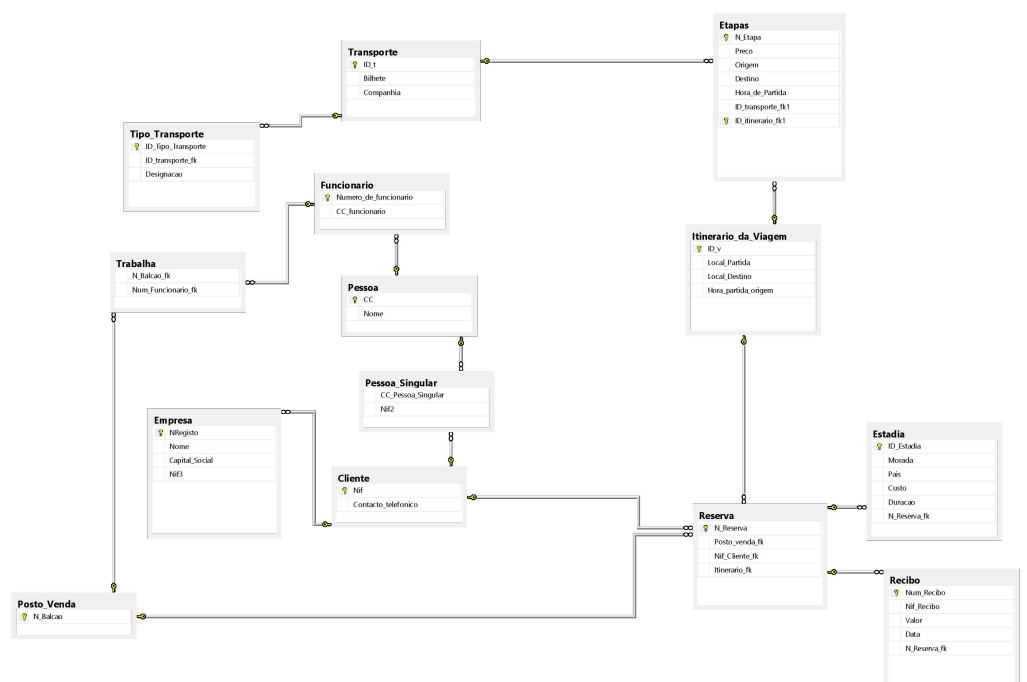 Etapas
N_Etapa
Preco
Origem
Destino
Hora_de_Partida
ID_transporte_fk1
ID_itinerario_fk1
Transporte
ID_t
Bilhete
Companhia
Tipo_Transporte
ID_Tipo_Transporte
ID_transporte_fk
Designacao
Funcionario
Numero_de_funcionario
CC_funcionario
Itinerario_da_Viagem
ID_v
Local_Partida
Local_Destino
Hora_partida_origem
Trabalha
N_Balcao_fk
Num_Funcionario_fk
Pessoa
CC
Nome
Pessoa_Singular
CC_Pessoa_Singular
Nif2
Empresa
NRegisto
Nome
Capital_Social
Nif3
Estadia
ID_Estadia
Morada
Pais
Custo
Duracao
N_Reserva_fk
Cliente
Nif
Contacto_telefonico
Reserva
N_Reserva
Posto_venda_fk
Nif_Cliente_fk
Itinerario_fk
Recibo
Num_Recibo
Nif_Recibo
Valor
Data
N_Reserva_fk
Posto_Venda
N_Balcao